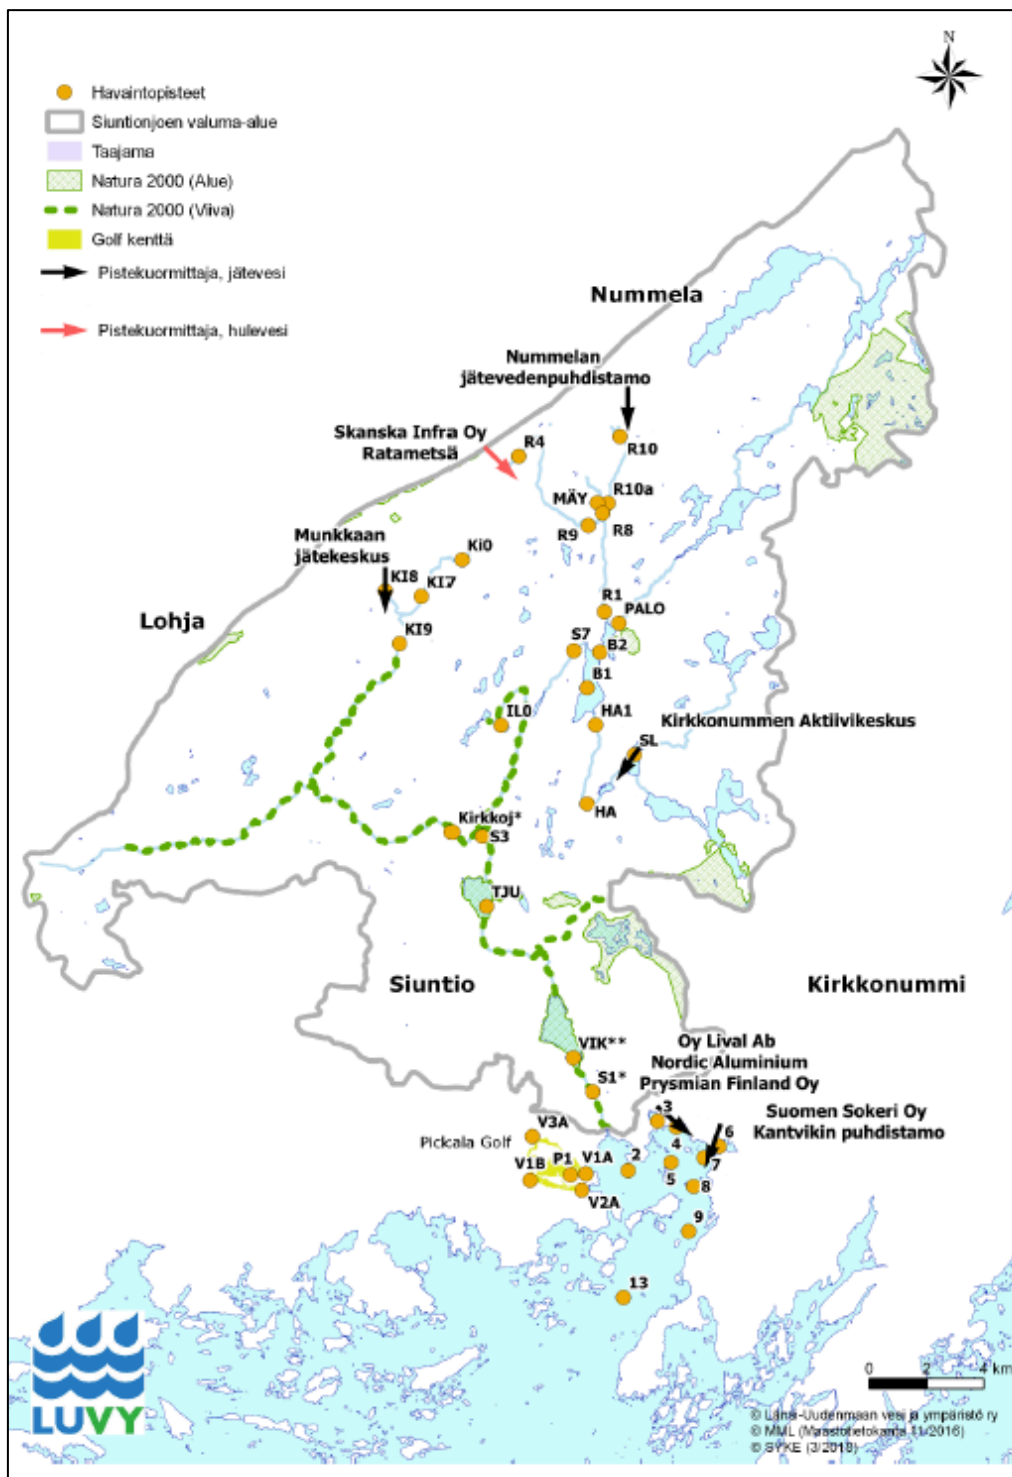 N
Havaintopisteet
Siuntionjoen valuma-alue
Taajama
Natura 2000 (Alue)
Natura 2000 (Viiva)
Golf kenttä
Pistekuormittaja, jätevesi
Pistekuormittaja, hulevesi
Nummela
Nummelan
jätevedenpuhdistamo
Skanska Infra Oy
Ratametsä
R4
R10
MÄY
R10a
R9
R8
Munkkaan
jätekeskus
Ki0
KI8
KI7
Lohja
KI9
R1
PALO
S7
B2
B1
IL0
HA1
Kirkkonummen Aktiivikeskus
SL
HA
Kirkkoj*
S3
TJU
Siuntio
Kirkkonummi
VIK**
Oy Lival Ab
Nordic Aluminium
Prysmian Finland Oy
S1*
Suomen Sokeri Oy
Kantvikin puhdistamo
3
V3A
Pickala Golf
4
6
V1B
P1
V1A
2
5
7
V2A
8
9
13
0 2 4 km
LUVY
© Länsi-Uudenmaan vesi ja ympäristö ry
© MML (Maastotietokanta 11/2016)
© SYKE (3/2018)